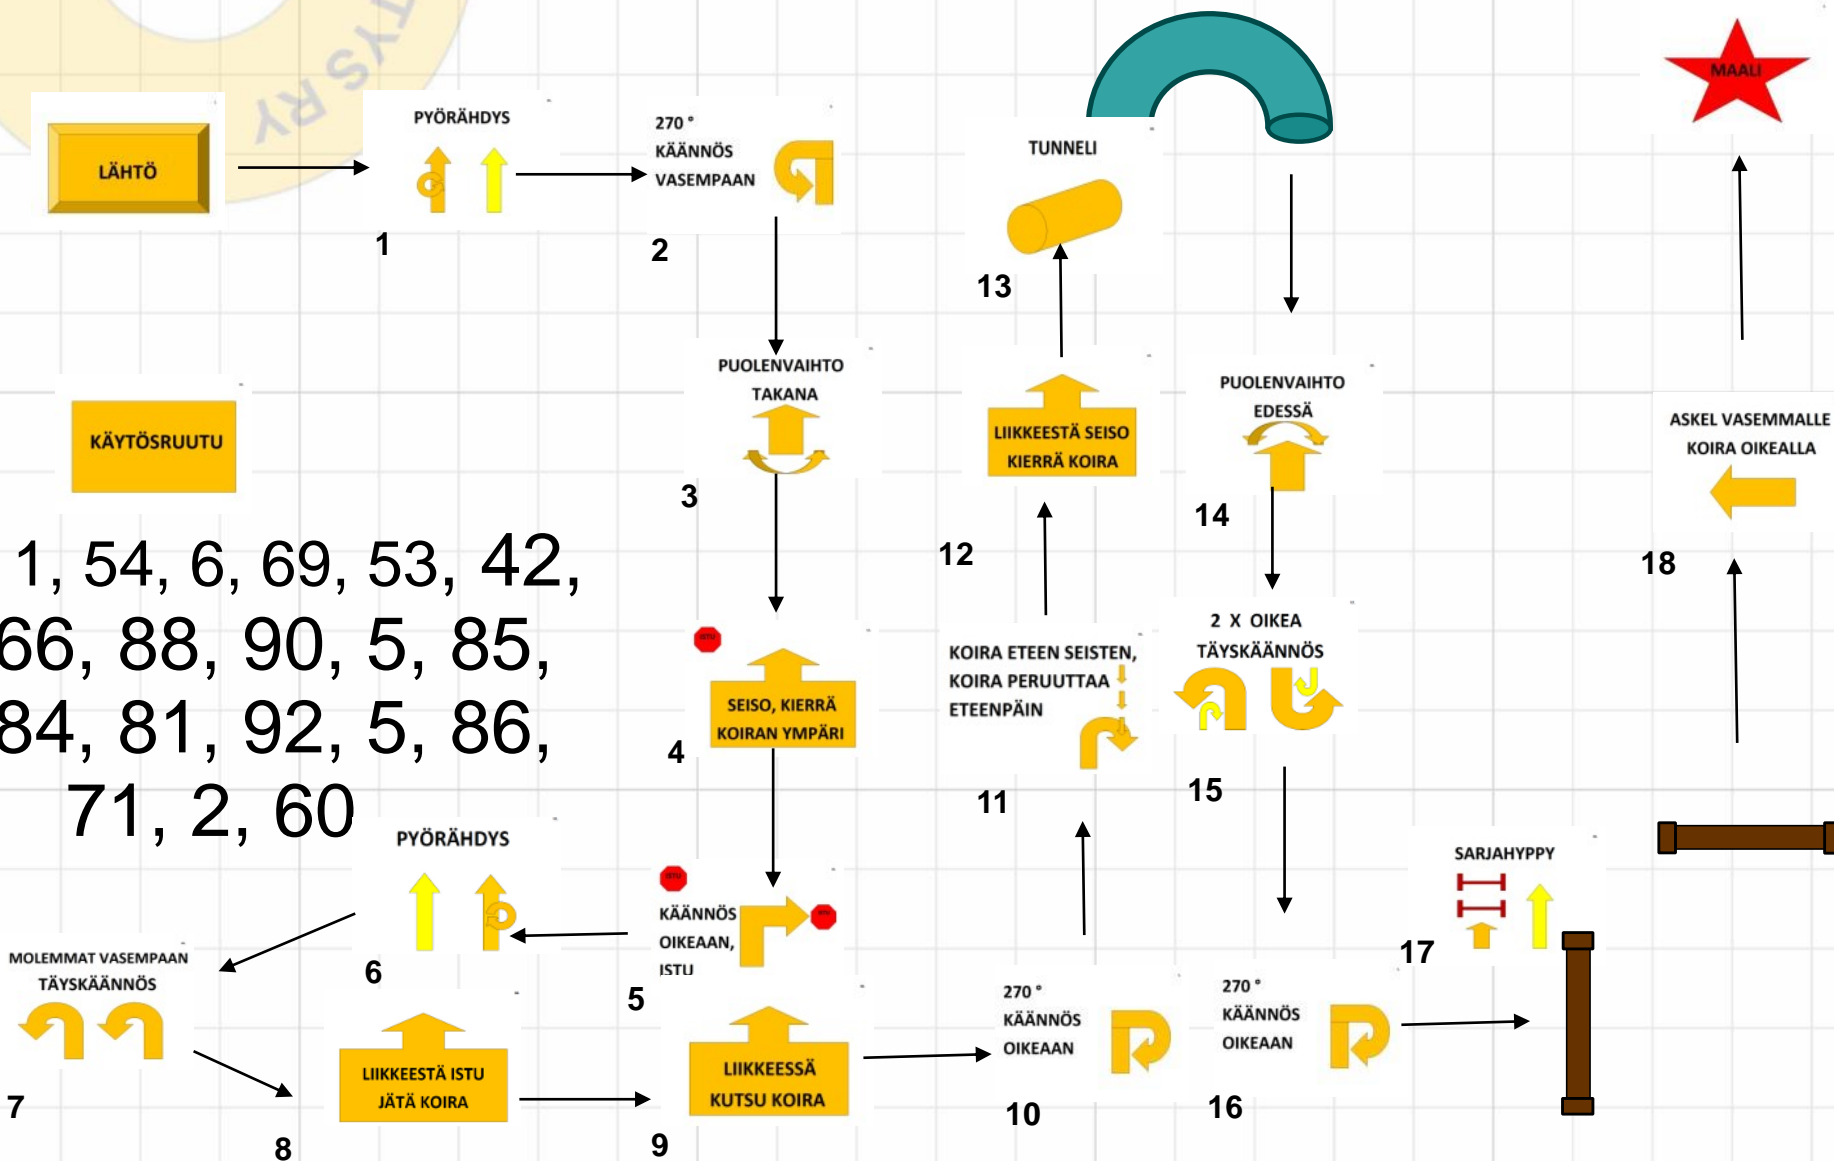 TYS RY
LÄHTÖ
PYÖRÄHDYS
1
270 °
KÄÄNNÖS
VASEMPAAN
2
PUOLENVAIHTO
TAKANA
3
ISTU
SEISO, KIERRÄ
KOIRAN YMPÄRI
4
KÄÄNNÖS
OIKEAAN,
ISTU
5
PYÖRÄHDYS
6
MOLEMMAT VASEMPAAN
TÄYSKÄÄNNÖS
7
LIIKKEESTÄ ISTU
JÄTÄ KOIRA
8
LIIKKEESSÄ
KUTSU KOIRA
9
270 °
KÄÄNNÖS
OIKEAAN
10
KOIRA ETEEN SEISTEN,
KOIRA PERUUTTAA
ETEENPÄIN
11
LIIKKEESTÄ SEISO
KIERRÄ KOIRA
12
TUNNELI
13
PUOLENVAIHTO
EDESSÄ
14
2 X OIKEA
TÄYSKÄÄNNÖS
15
270 °
KÄÄNNÖS
OIKEAAN
16
SARJAHYPPY
17
ASKEL VASEMMALLE
KOIRA OIKEALLA
18
MAALI
KÄYTÖSRUUTU
1, 54, 6, 69, 53, 42,
66, 88, 90, 5, 85,
84, 81, 92, 5, 86,
71, 2, 60